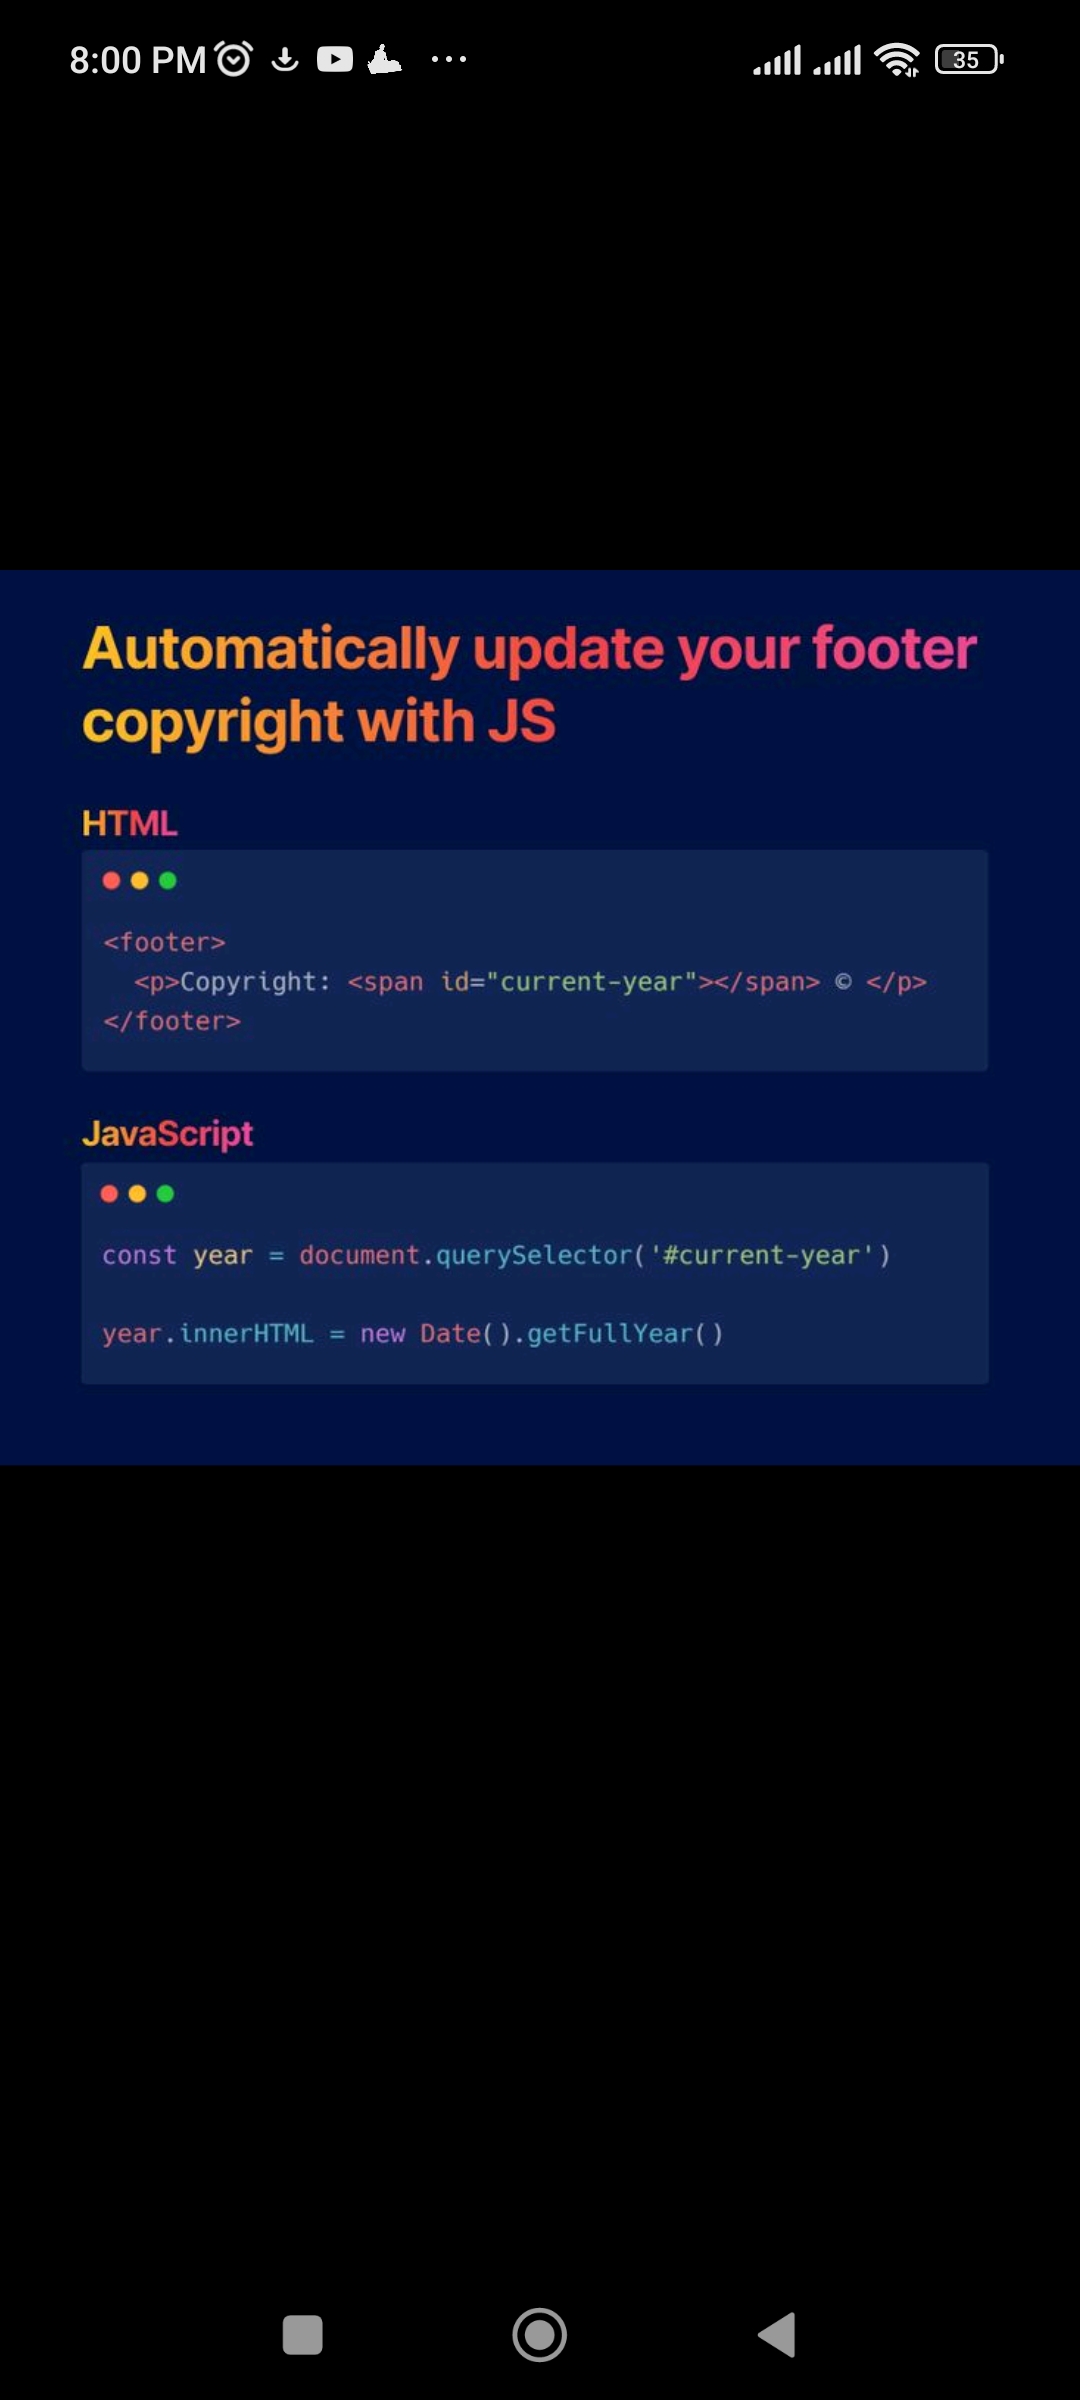 8:00 PM
35
Automatically update your footer
copyright with JS
HTML
<footer>
  <p>Copyright: <span id="current-year"></span> © </p>
</footer>
JavaScript
const year = document.querySelector('#current-year')
year.innerHTML = new Date().getFullYear()